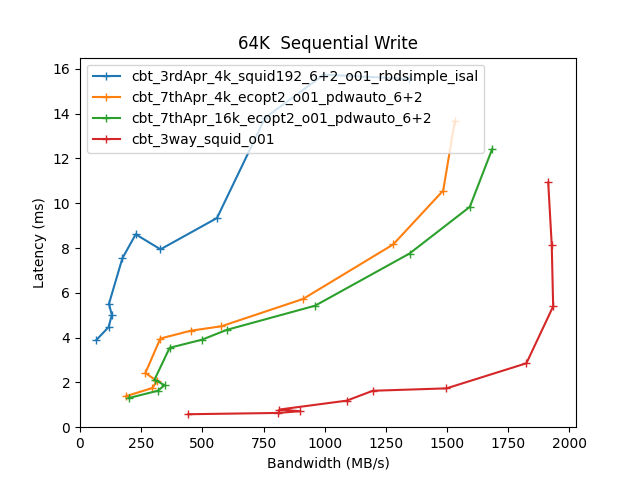 64K  Sequential Write
cbt_3rdApr_4k_squid192_6+2_o01_rbdsimple_isal
cbt_7thApr_4k_ecopt2_o01_pdwauto_6+2
cbt_7thApr_16k_ecopt2_o01_pdwauto_6+2
cbt_3way_squid_o01
16
14
12
10
8
6
4
2
0
Latency (ms)
0 250 500 750 1000 1250 1500 1750 2000
Bandwidth (MB/s)